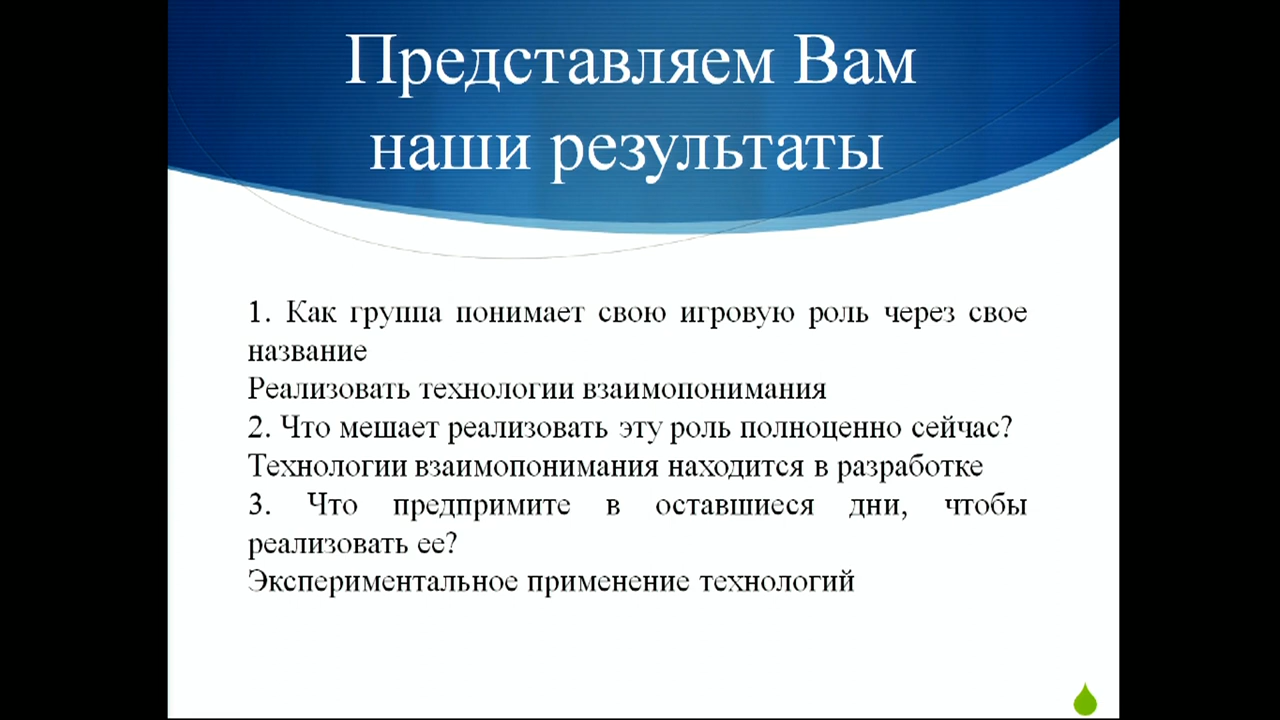 Представляем Вам
наши результаты
1. Как группа понимает свою игровую роль через свое
название
Реализовать технологии взаимопонимания
2. Что мешает реализовать эту роль полноценно сейчас?
Технологии взаимопонимания находится в разработке
3. Что предпримите в оставшиеся дни, чтобы
реализовать ее?
Экспериментальное применение технологий